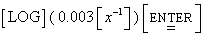 [LOG] ( 0.003 [ x⁻¹ ] ) [ ENTER ]